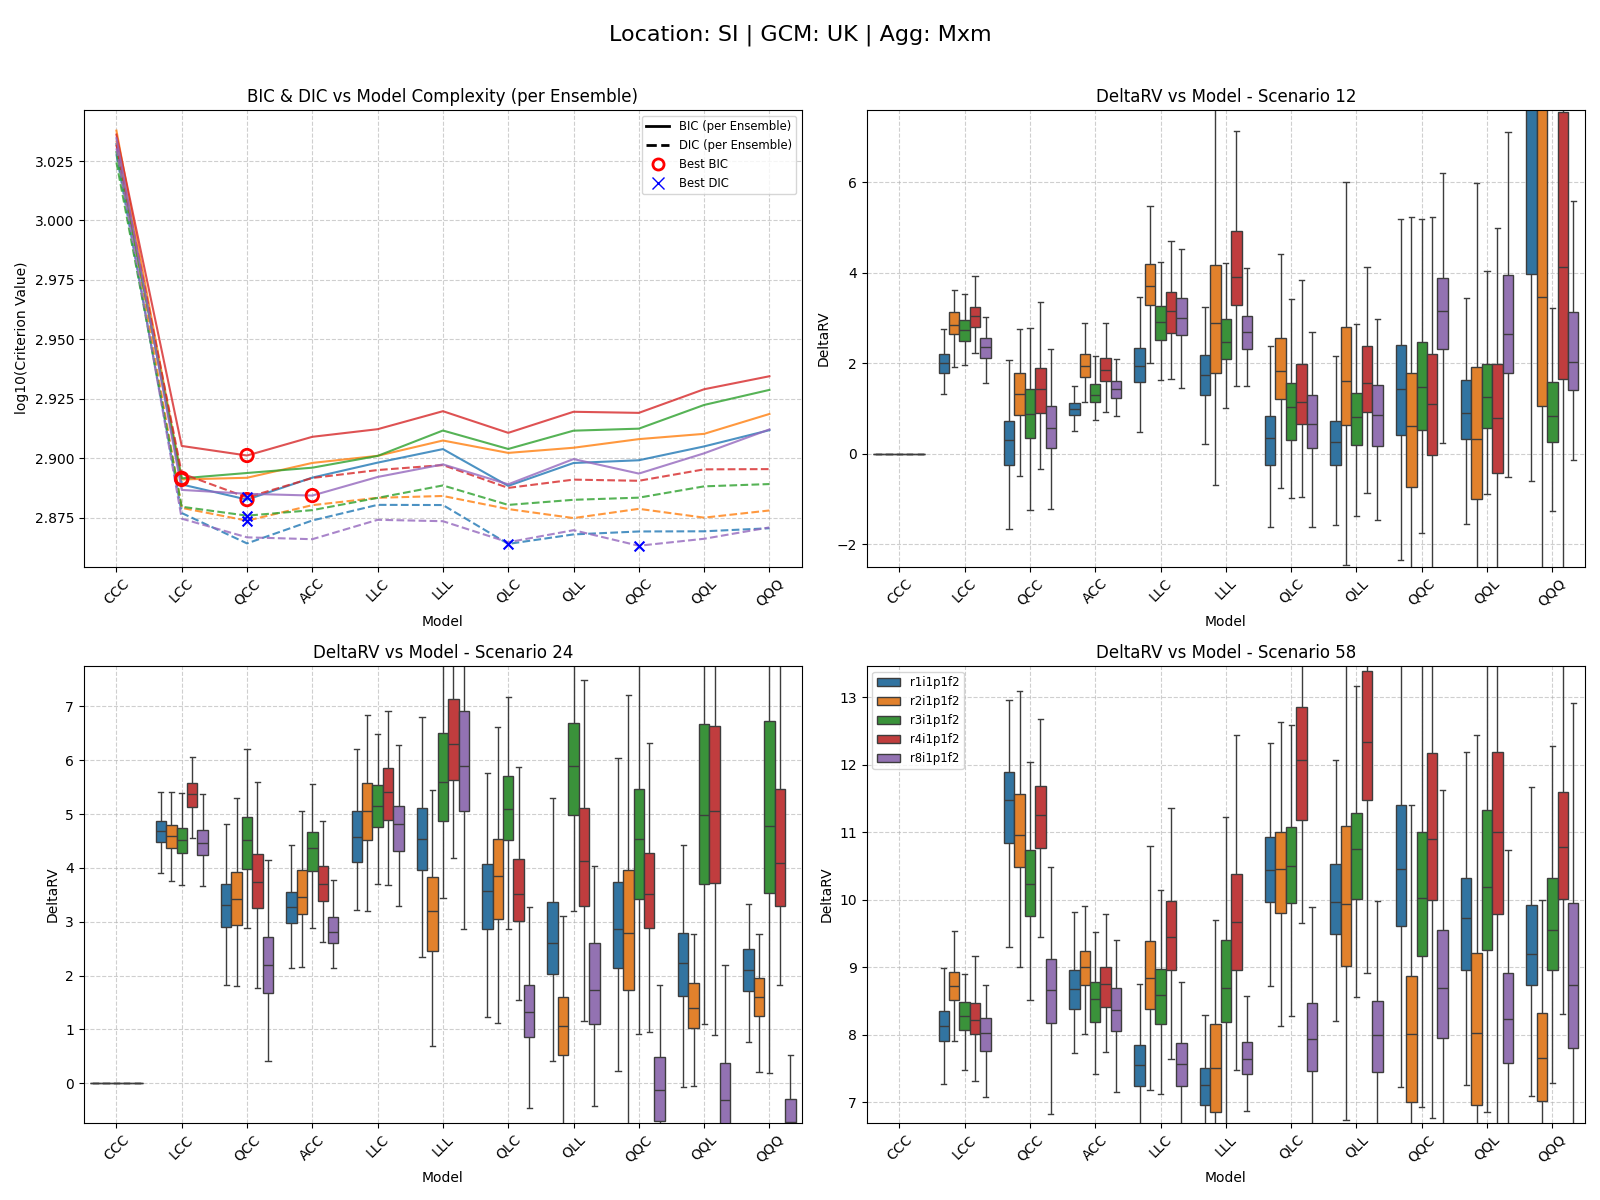 Location: SI | GCM: UK | Agg: Mxm
BIC & DIC vs Model Complexity (per Ensemble)
log10(Criterion Value)
3.025
3.000
2.975
2.950
2.925
2.900
2.875
BIC (per Ensemble)
DIC (per Ensemble)
Best BIC
Best DIC
CCC
LCC
QCC
ACC
LLC
LLL
QLC
QLL
QQC
QQL
QQQ
Model
DeltaRV vs Model - Scenario 12
DeltaRV
6
4
2
0
−2
CCC
LCC
QCC
ACC
LLC
LLL
QLC
QLL
QQC
QQL
QQQ
Model
DeltaRV vs Model - Scenario 24
DeltaRV
7
6
5
4
3
2
1
0
CCC
LCC
QCC
ACC
LLC
LLL
QLC
QLL
QQC
QQL
QQQ
Model
DeltaRV vs Model - Scenario 58
DeltaRV
13
12
11
10
9
8
7
r1i1p1f2
r2i1p1f2
r3i1p1f2
r4i1p1f2
r8i1p1f2
CCC
LCC
QCC
ACC
LLC
LLL
QLC
QLL
QQC
QQL
QQQ
Model